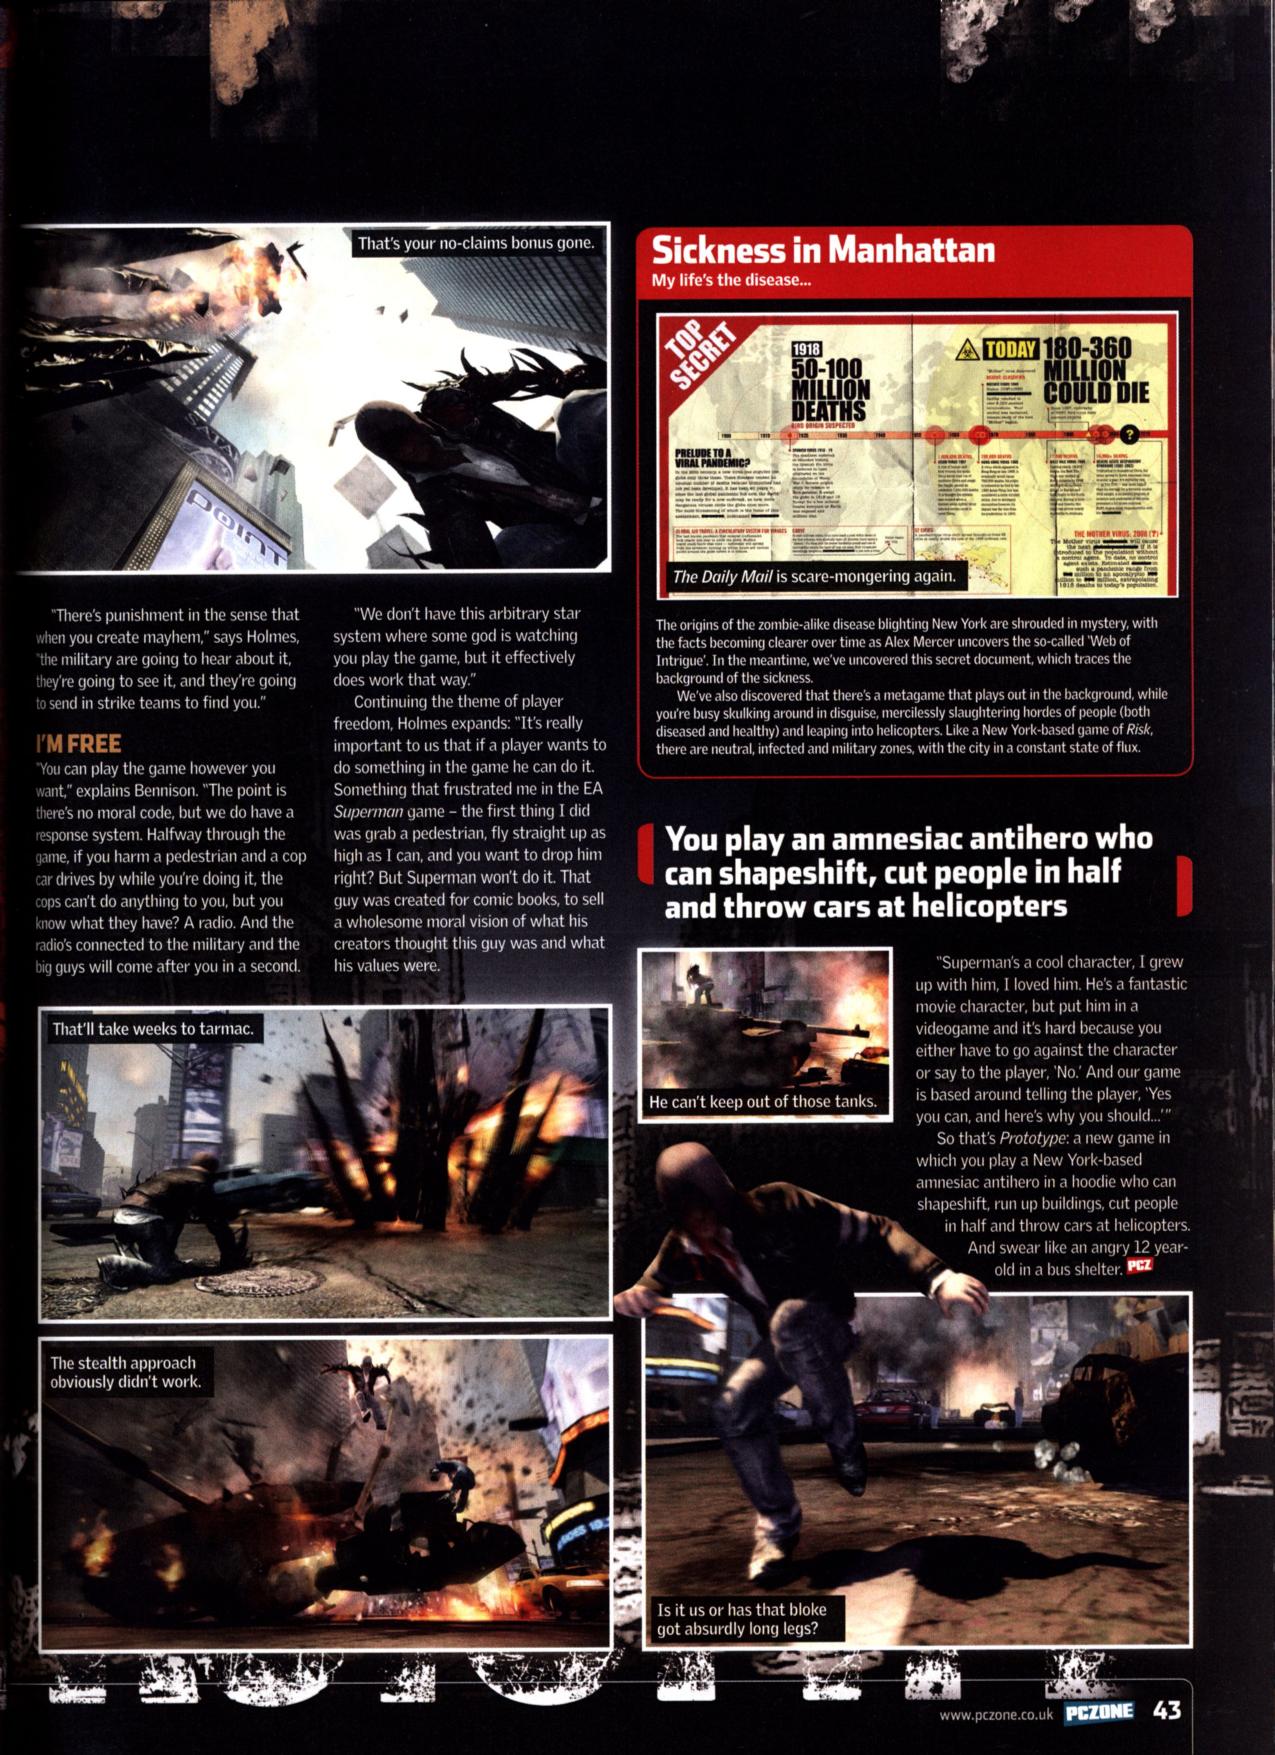 That's your no-claims bonus gone.
point
"There's punishment in the sense that
when you create mayhem," says Holmes,
"the military are going to hear about it,
they're going to see it, and they're going
to send in strike teams to find you."
I'M FREE
"You can play the game however you
want," explains Bennison. "The point is
there's no moral code, but we do have a
response system. Halfway through the
game, if you harm a pedestrian and a cop
car drives by while you're doing it, the
cops can't do anything to you, but you
know what they have? A radio. And the
radio's connected to the military and the
big guys will come after you in a second.
"We don't have this arbitrary star
system where some god is watching
you play the game, but it effectively
does work that way."
Continuing the theme of player
freedom, Holmes expands: "It's really
important to us that if a player wants to
do something in the game he can do it.
Something that frustrated me in the EA
Superman game – the first thing I did
was grab a pedestrian, fly straight up as
high as I can, and you want to drop him
right? But Superman won't do it. That
guy was created for comic books, to sell
a wholesome moral vision of what his
creators thought this guy was and what
his values were.
That'll take weeks to tarmac.
The stealth approach
obviously didn't work.
Sickness in Manhattan
My life's the disease...
TOP
SECRET
1918
50-100
MILLION
DEATHS
BIRD ORIGIN SUSPECTED
TODAY 180-360
MILLION
COULD DIE
?
PRELUDE TO A
VIRAL PANDEMIC?
THE MOTHER VIRUS: 2008 (?)
The Daily Mail is scare-mongering again.
The origins of the zombie-alike disease blighting New York are shrouded in mystery, with
the facts becoming clearer over time as Alex Mercer uncovers the so-called 'Web of
Intrigue'. In the meantime, we've uncovered this secret document, which traces the
background of the sickness.
We've also discovered that there's a metagame that plays out in the background, while
you're busy skulking around in disguise, mercilessly slaughtering hordes of people (both
diseased and healthy) and leaping into helicopters. Like a New York-based game of Risk,
there are neutral, infected and military zones, with the city in a constant state of flux.
You play an amnesiac antihero who
can shapeshift, cut people in half
and throw cars at helicopters
He can't keep out of those tanks.
"Superman's a cool character, I grew
up with him, I loved him. He's a fantastic
movie character, but put him in a
videogame and it's hard because you
either have to go against the character
or say to the player, 'No.' And our game
is based around telling the player, 'Yes
you can, and here's why you should...'"
So that's Prototype: a new game in
which you play a New York-based
amnesiac antihero in a hoodie who can
shapeshift, run up buildings, cut people
in half and throw cars at helicopters.
And swear like an angry 12 year-
old in a bus shelter. PCZ
Is it us or has that bloke
got absurdly long legs?
www.pczone.co.uk PCZONE 43